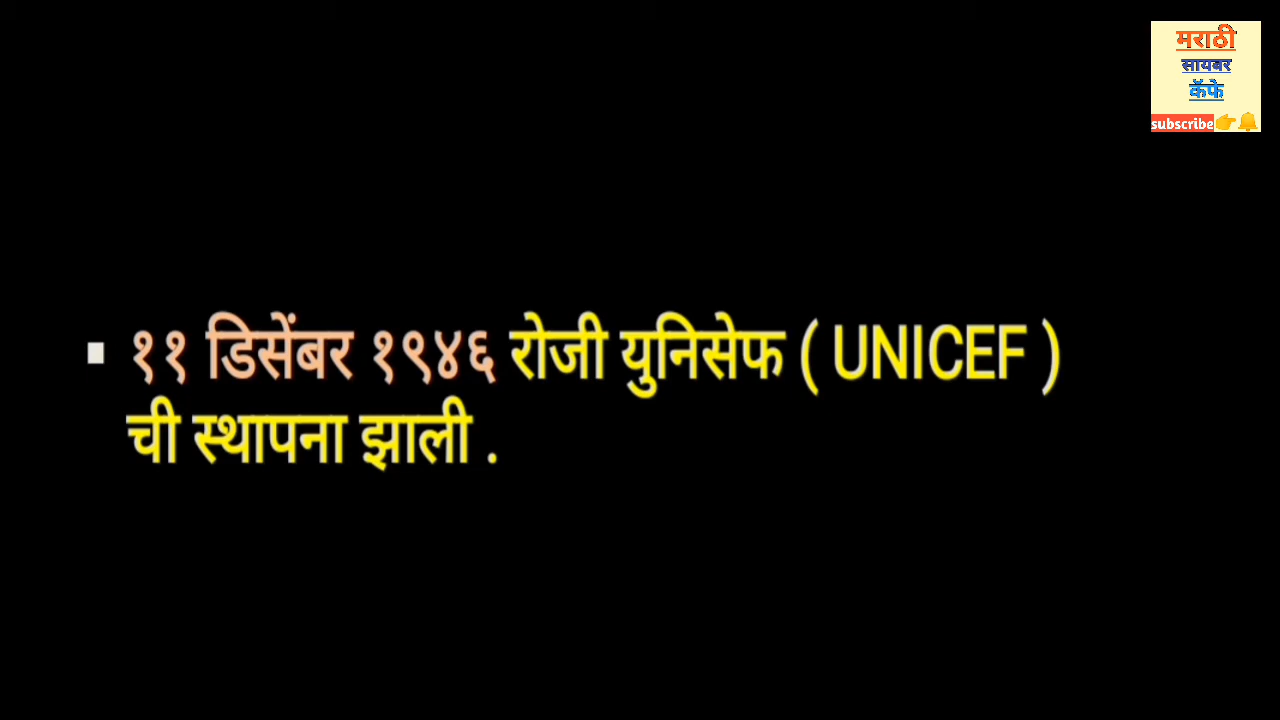 मराठी
सायबर
कॅफे
subscribe👉🔔
▪ ११ डिसेंबर १९४६ रोजी युनिसेफ ( UNICEF )
ची स्थापना झाली .